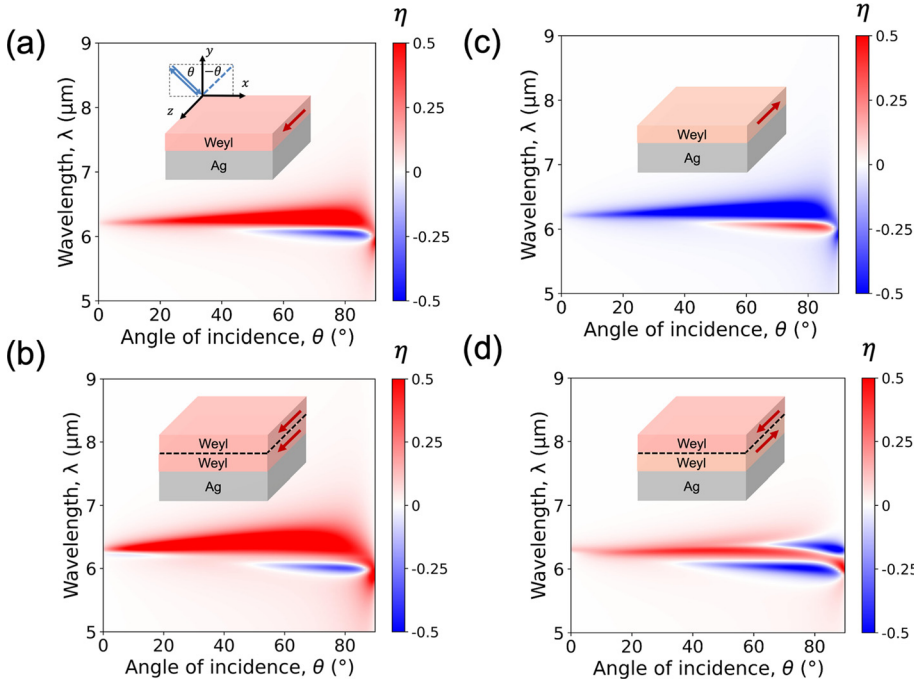 (a)
η
9
8
7
6
5
Wavelength, λ (μm)
y
θ
−θ
x
z
Weyl
Ag
0
20
40
60
80
Angle of incidence, θ (°)
0.5
0.25
0
-0.25
-0.5
(c)
η
9
8
7
6
5
Wavelength, λ (μm)
Weyl
Ag
0
20
40
60
80
Angle of incidence, θ (°)
0.5
0.25
0
-0.25
-0.5
(b)
η
9
8
7
6
5
Wavelength, λ (μm)
Weyl
Weyl
Ag
0
20
40
60
80
Angle of incidence, θ (°)
0.5
0.25
0
-0.25
-0.5
(d)
η
9
8
7
6
5
Wavelength, λ (μm)
Weyl
Weyl
Ag
0
20
40
60
80
Angle of incidence, θ (°)
0.5
0.25
0
-0.25
-0.5